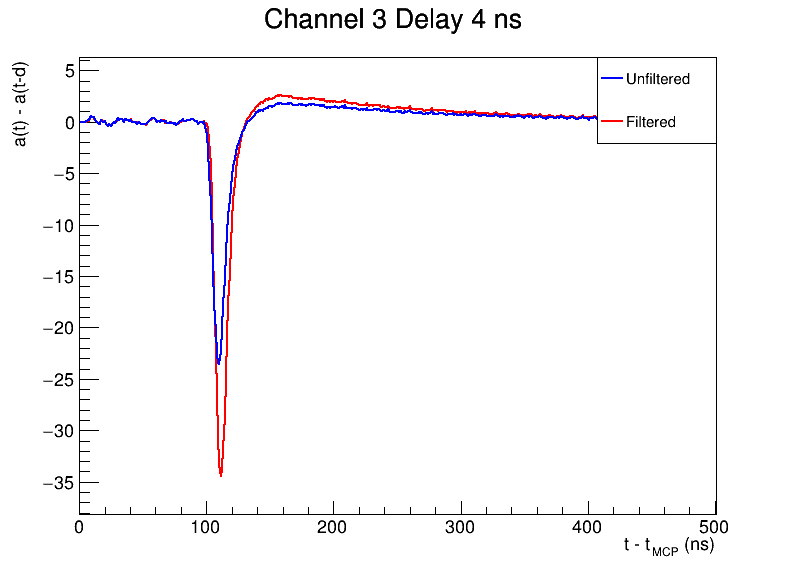 Channel 3 Delay 4 ns
a(t) - a(t-d)
5
0
−5
−10
−15
−20
−25
−30
−35
Unfiltered
Filtered
0 100 200 300 400 500
t - t_MCP (ns)